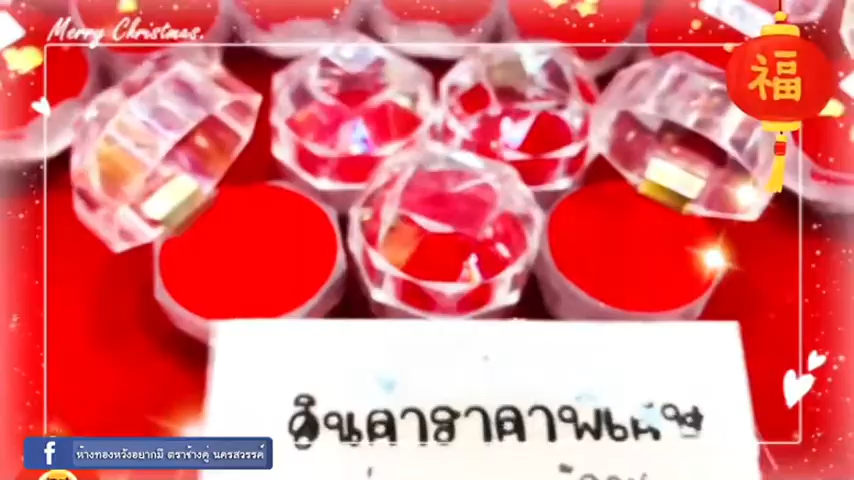 Merry Christmas.
福
สินค้าราคาพิเศษ
ห้างทองหวังอยากมี ตราช้างคู่ นครสวรรค์